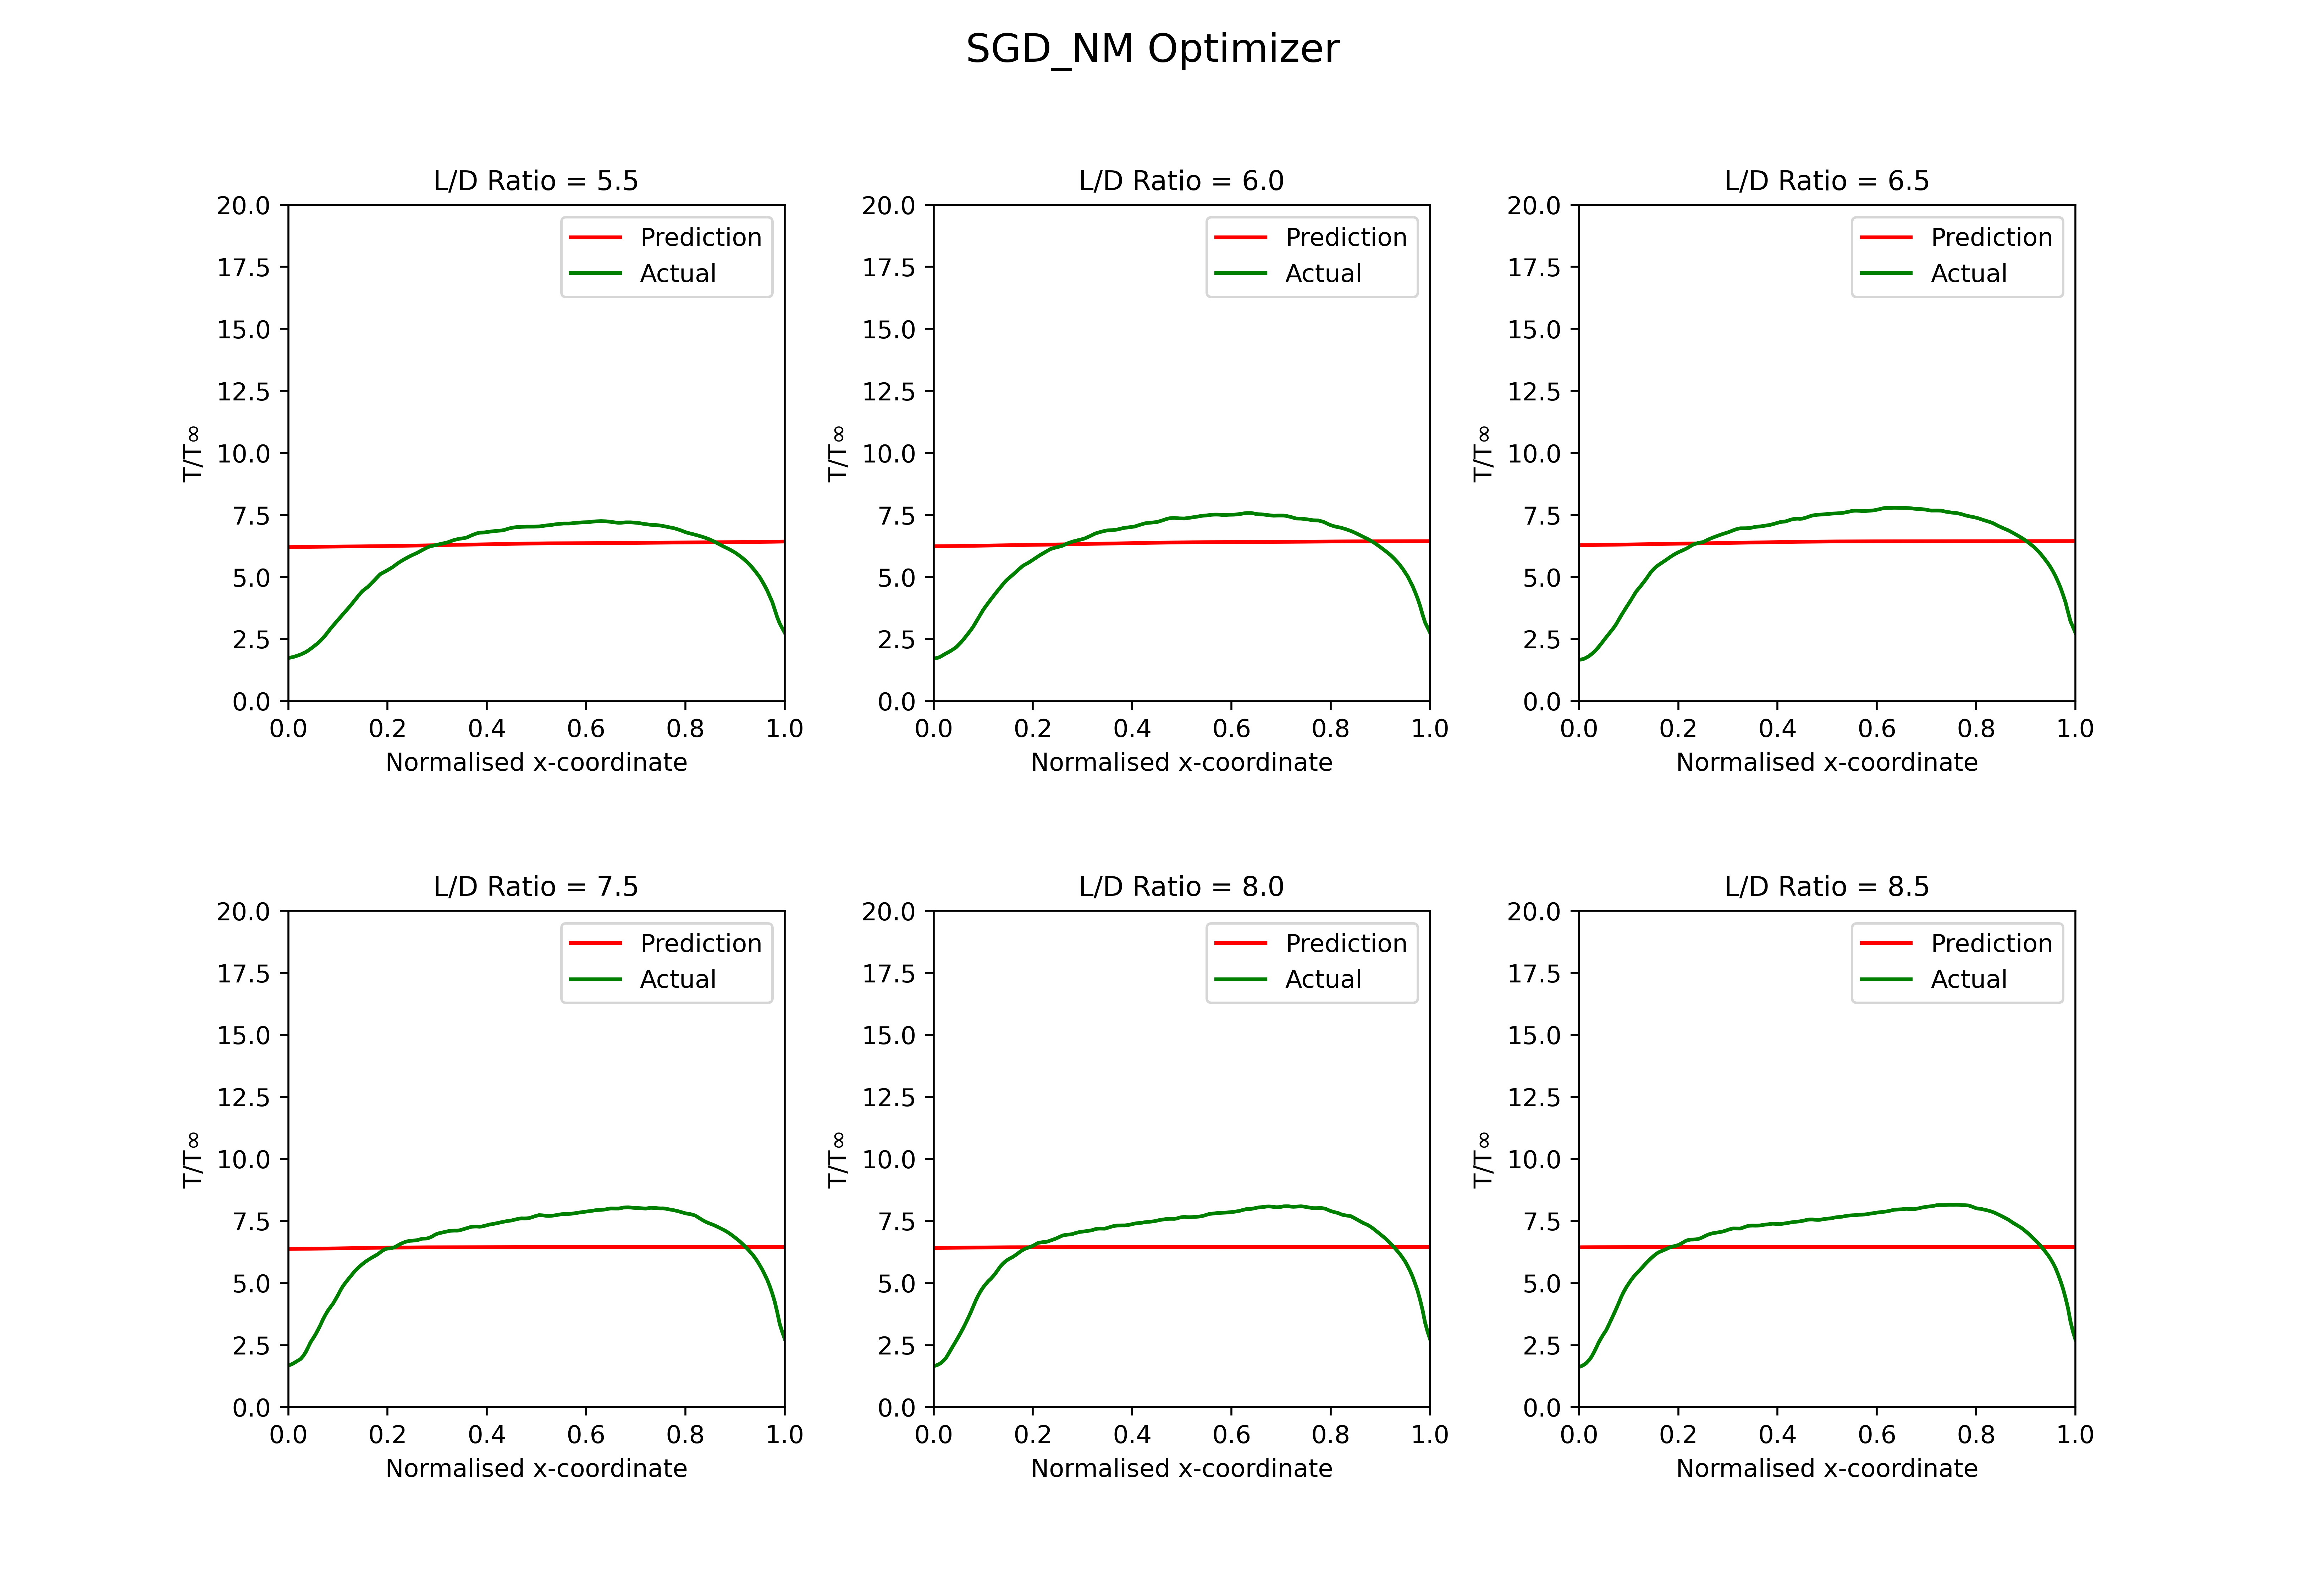 SGD_NM Optimizer
L/D Ratio = 5.5
20.0
17.5
15.0
12.5
10.0
7.5
5.0
2.5
0.0
T/T∞
Prediction
Actual
0.0 0.2 0.4 0.6 0.8 1.0
Normalised x-coordinate
L/D Ratio = 6.0
20.0
17.5
15.0
12.5
10.0
7.5
5.0
2.5
0.0
T/T∞
Prediction
Actual
0.0 0.2 0.4 0.6 0.8 1.0
Normalised x-coordinate
L/D Ratio = 6.5
20.0
17.5
15.0
12.5
10.0
7.5
5.0
2.5
0.0
T/T∞
Prediction
Actual
0.0 0.2 0.4 0.6 0.8 1.0
Normalised x-coordinate
L/D Ratio = 7.5
20.0
17.5
15.0
12.5
10.0
7.5
5.0
2.5
0.0
T/T∞
Prediction
Actual
0.0 0.2 0.4 0.6 0.8 1.0
Normalised x-coordinate
L/D Ratio = 8.0
20.0
17.5
15.0
12.5
10.0
7.5
5.0
2.5
0.0
T/T∞
Prediction
Actual
0.0 0.2 0.4 0.6 0.8 1.0
Normalised x-coordinate
L/D Ratio = 8.5
20.0
17.5
15.0
12.5
10.0
7.5
5.0
2.5
0.0
T/T∞
Prediction
Actual
0.0 0.2 0.4 0.6 0.8 1.0
Normalised x-coordinate